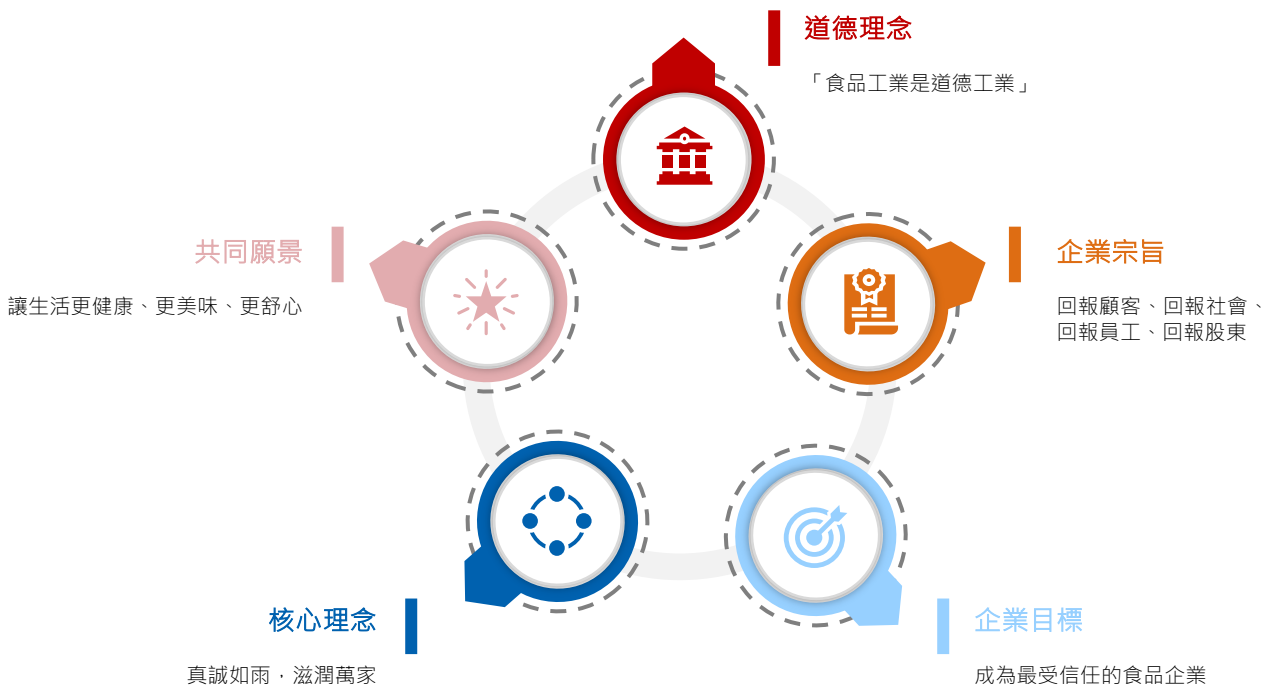 道德理念
「食品工業是道德工業」
共同願景
讓生活更健康、更美味、更舒心
企業宗旨
回報顧客、回報社會、
回報員工、回報股東
核心理念
真誠如雨，滋潤萬家
企業目標
成為最受信任的食品企業